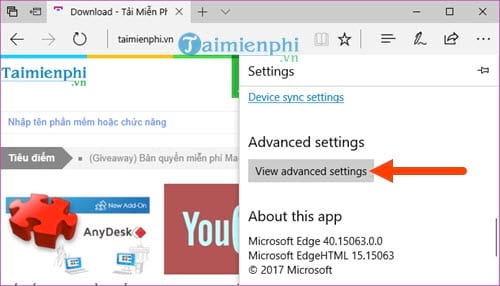 Download - Tải Miễn Ph
taimienphi.vn
Taimienphi
.vn
Settings
Device sync settings
Taimienphi
.vn
Nhập tên phần mềm hoặc chức năng
Advanced settings
View advanced settings
Tiêu điểm
(Giveaway) Bản quyền miễn phí Ma
New Add-On
AnyDesk
YOU
About this app
Microsoft Edge 40.15063.0.0
Microsoft EdgeHTML 15.15063
© 2017 Microsoft